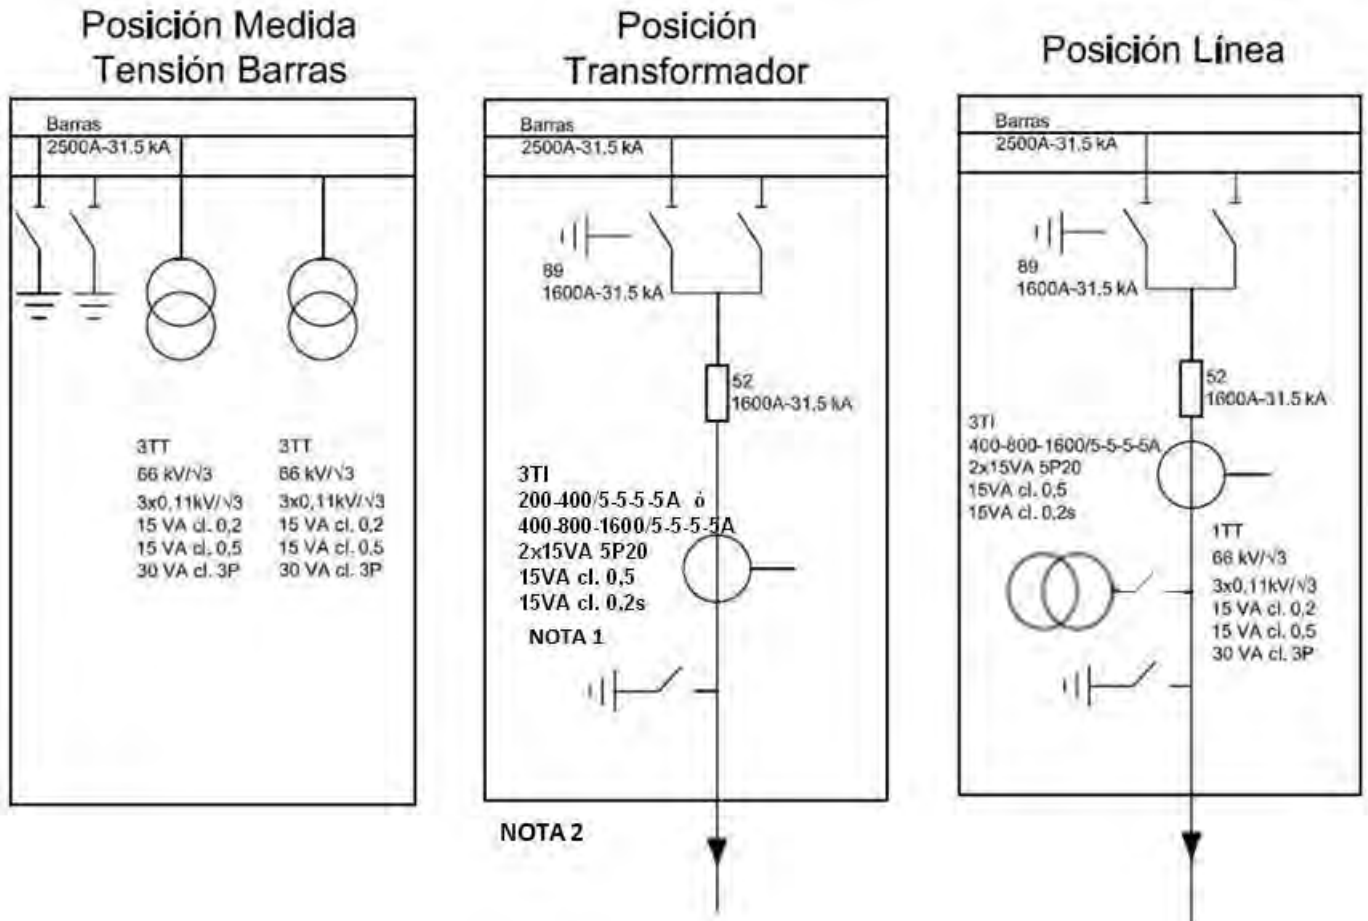 Posición Medida
Tensión Barras
Barras
2500A-31.5 kA
3TT
66 kV/√3
3x0,11kV/√3
15 VA cl. 0,2
15 VA cl. 0,5
30 VA cl. 3P
3TT
66 kV/√3
3x0,11kV/√3
15 VA cl. 0,2
15 VA cl. 0,5
30 VA cl. 3P
Posición
Transformador
Barras
2500A-31.5 kA
89
1600A-31.5 kA
52
1600A-31.5 kA
3TI
200-400/5-5-5-5A ó
400-800-1600/5-5-5-5A
2x15VA 5P20
15VA cl. 0,5
15VA cl. 0,2s
NOTA 1
NOTA 2
Posición Línea
Barras
2500A-31.5 kA
89
1600A-31.5 kA
52
1600A-31.5 kA
3TI
400-800-1600/5-5-5-5A
2x15VA 5P20
15VA cl. 0,5
15VA cl. 0,2s
1TT
66 kV/√3
3x0,11kV/√3
15 VA cl. 0,2
15 VA cl. 0,5
30 VA cl. 3P